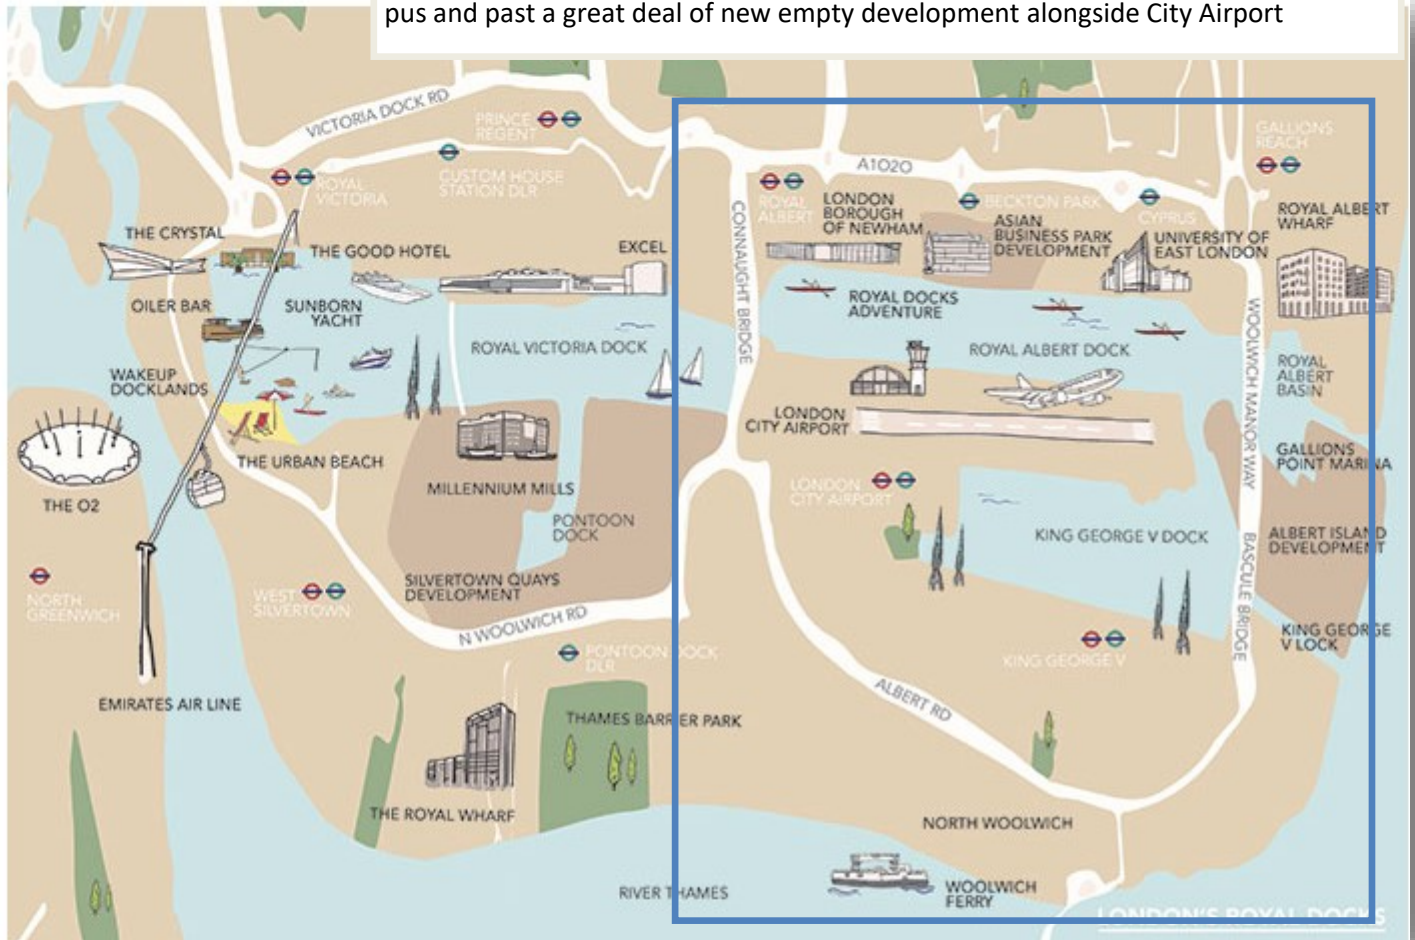 pus and past a great deal of new empty development alongside City Airport
VICTORIA DOCK RD
PRINCE
REGENT
CUSTOM HOUSE
STATION DLR
ROYAL
VICTORIA
THE CRYSTAL
THE GOOD HOTEL
EXCEL
OILER BAR
SUNBORN
YACHT
ROYAL VICTORIA DOCK
WAKEUP
DOCKLANDS
THE URBAN BEACH
THE O2
MILLENNIUM MILLS
PONTOON
DOCK
NORTH
GREENWICH
WEST
SILVERTOWN
SILVERTOWN QUAYS
DEVELOPMENT
N WOOLWICH RD
PONTOON DOCK
DLR
EMIRATES AIR LINE
THAMES BARRIER PARK
THE ROYAL WHARF
RIVER THAMES
GALLIONS
REACH
A1020
ROYAL
ALBERT
LONDON
BOROUGH
OF NEWHAM
BECKTON PARK
ASIAN
BUSINESS PARK
DEVELOPMENT
CYPRUS
UNIVERSITY OF
EAST LONDON
ROYAL ALBERT
WHARF
CONNAUGHT BRIDGE
ROYAL DOCKS
ADVENTURE
ROYAL ALBERT DOCK
WOOLWICH MANOR WAY
ROYAL
ALBERT
BASIN
LONDON
CITY AIRPORT
GALLIONS
POINT MARINA
LONDON
CITY AIRPORT
KING GEORGE V DOCK
ALBERT ISLAND
DEVELOPMENT
BASCULE BRIDGE
KING GEORGE V
KING GEORGE
V LOCK
ALBERT RD
NORTH WOOLWICH
WOOLWICH
FERRY
LONDON'S ROYAL DOCKS